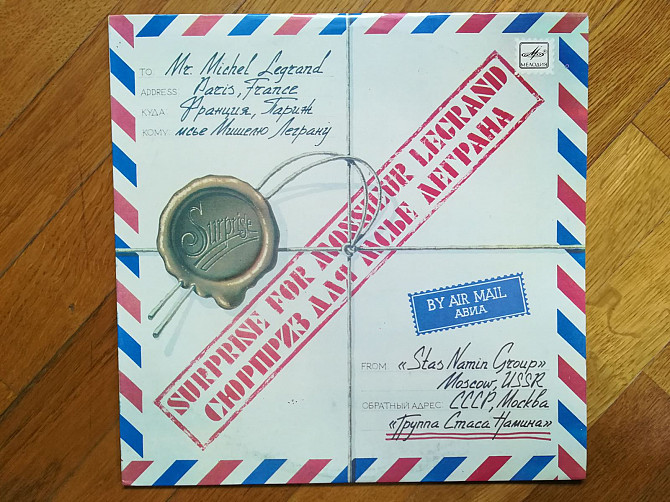 МЕЛОДИЯ
TO: Mr. Michel Legrand
ADDRESS: Paris, France
КУДА: Франция, Париж
КОМУ: мсье Мишелю Леграну
Surprise
SURPRISE FOR MONSIEUR LEGRAND
СЮРПРИЗ ДЛЯ МСЬЕ ЛЕГРАНА
BY AIR MAIL
АВИА
FROM: «Stas Namin Group»
Moscow, USSR
ОБРАТНЫЙ АДРЕС: СССР, Москва
«Группа Стаса Намина»